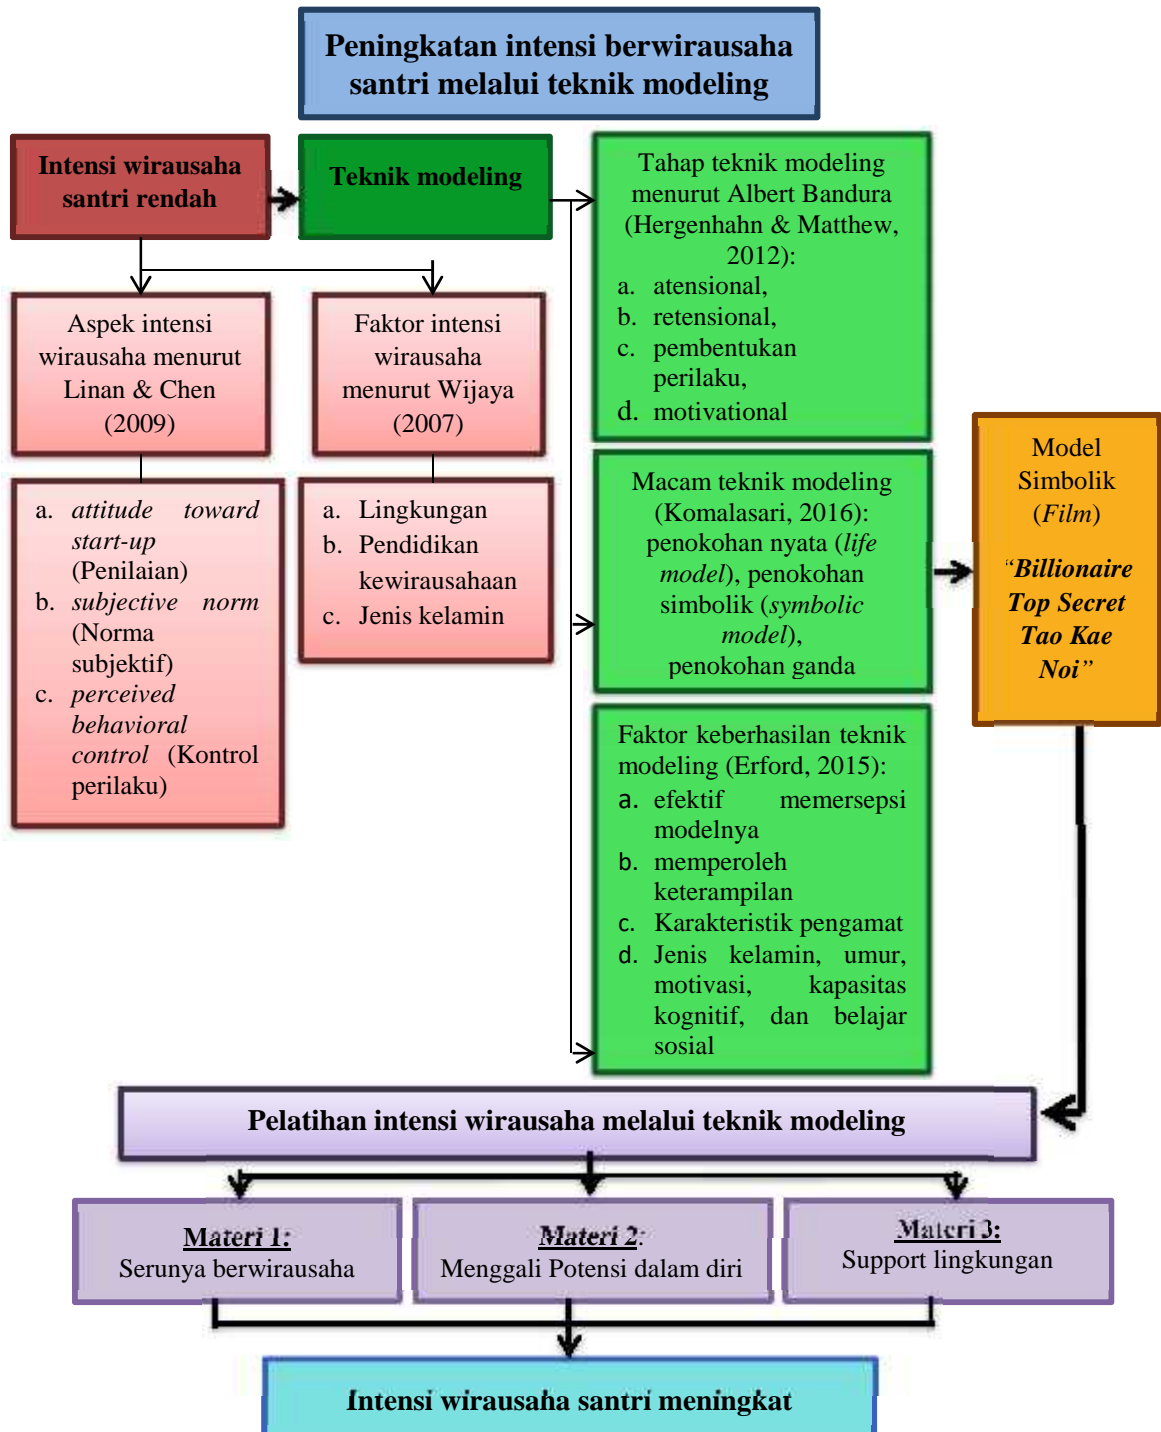 Peningkatan intensi berwirausaha
santri melalui teknik modeling
Intensi wirausaha
santri rendah
Teknik modeling
Tahap teknik modeling
menurut Albert Bandura
(Hergenhahn & Matthew,
2012):
a. atensional,
b. retensional,
c. pembentukan
perilaku,
d. motivational
Aspek intensi
wirausaha menurut
Linan & Chen
(2009)
Faktor intensi
wirausaha
menurut Wijaya
(2007)
a. attitude toward
start-up
(Penilaian)
b. subjective norm
(Norma
subjektif)
c. perceived
behavioral
control (Kontrol
perilaku)
a. Lingkungan
b. Pendidikan
kewirausahaan
c. Jenis kelamin
Macam teknik modeling
(Komalasari, 2016):
penokohan nyata (life
model), penokohan
simbolik (symbolic
model),
penokohan ganda
Model
Simbolik
(Film)
“Billionaire
Top Secret
Tao Kae
Noi”
Faktor keberhasilan teknik
modeling (Erford, 2015):
a. efektif memersepsi
modelnya
b. memperoleh
keterampilan
c. Karakteristik pengamat
d. Jenis kelamin, umur,
motivasi, kapasitas
kognitif, dan belajar
sosial
Pelatihan intensi wirausaha melalui teknik modeling
Materi 1:
Serunya berwirausaha
Materi 2:
Menggali Potensi dalam diri
Materi 3:
Support lingkungan
Intensi wirausaha santri meningkat